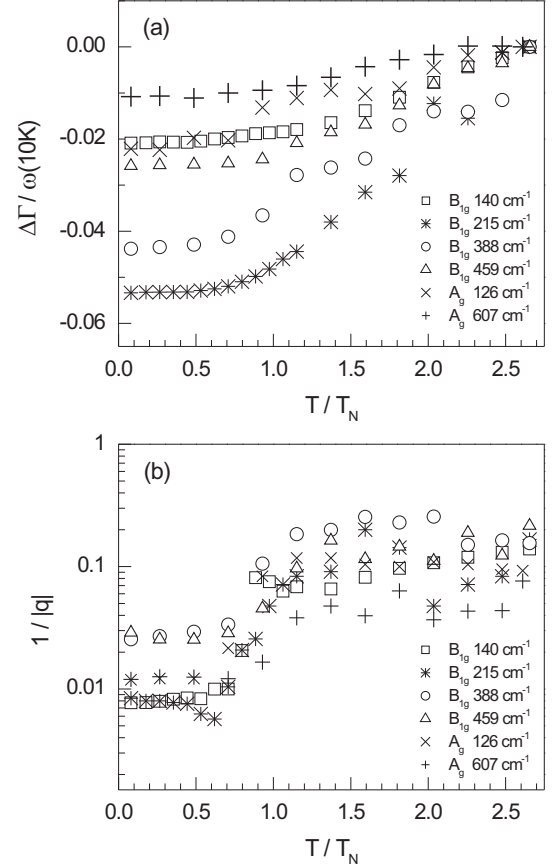 (a)
0.00
-0.02
-0.04
-0.06
ΔΓ / ω(10K)
B1g 140 cm-1
B1g 215 cm-1
B1g 388 cm-1
B1g 459 cm-1
Ag 126 cm-1
Ag 607 cm-1
0.0 0.5 1.0 1.5 2.0 2.5
T / TN
(b)
1
0.1
0.01
1 / |q|
B1g 140 cm-1
B1g 215 cm-1
B1g 388 cm-1
B1g 459 cm-1
Ag 126 cm-1
Ag 607 cm-1
0.0 0.5 1.0 1.5 2.0 2.5
T / TN